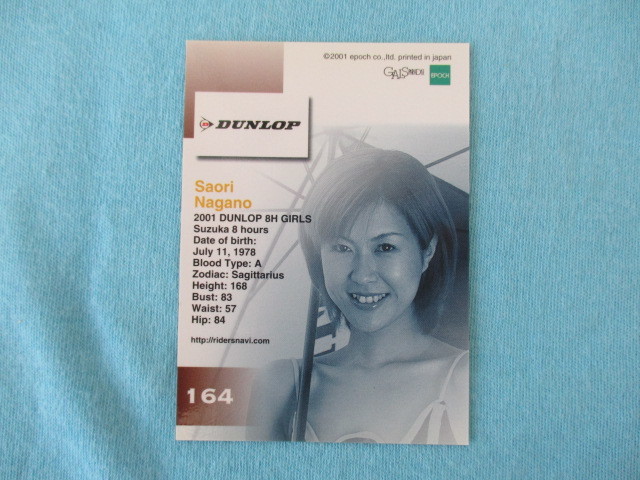 ©2001 epoch co.,ltd. printed in japan
GALS PARADISE EPOCH
DUNLOP
Saori
Nagano
2001 DUNLOP 8H GIRLS
Suzuka 8 hours
Date of birth:
July 11, 1978
Blood Type: A
Zodiac: Sagittarius
Height: 168
Bust: 83
Waist: 57
Hip: 84
http://ridersnavi.com
164